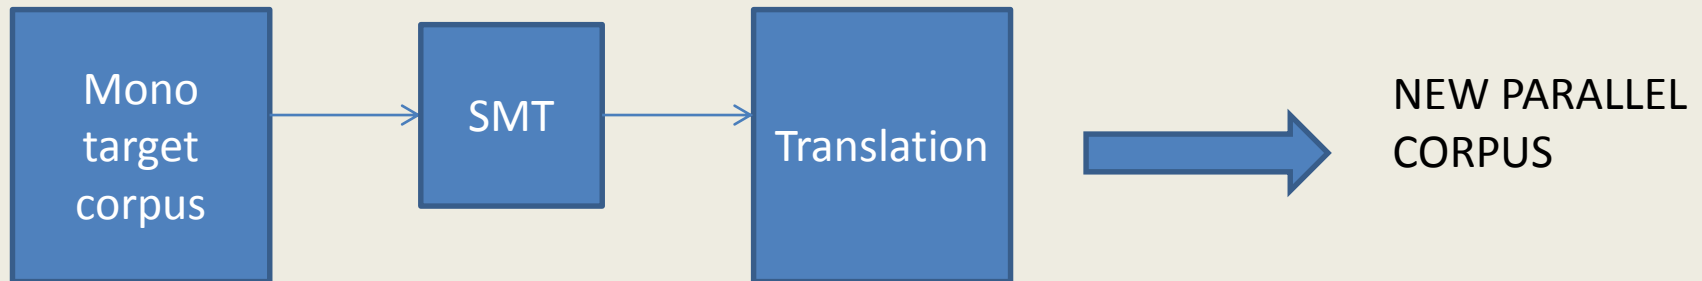 Mono
target
corpus
SMT
Translation
NEW PARALLEL
CORPUS